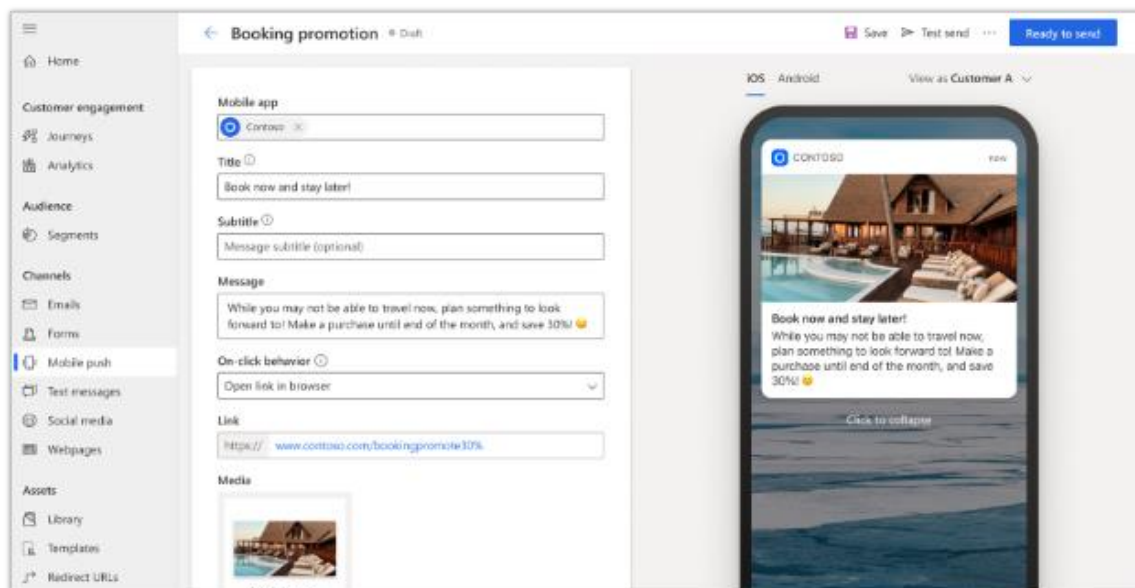 Booking promotion
Draft
Save
Test send
Ready to send
Home
Customer engagement
Journeys
Analytics
Audience
Segments
Channels
Emails
Forms
Mobile push
Text messages
Social media
Webpages
Assets
Library
Templates
Redirect URLs
Mobile app
Contoso
Title
Book now and stay later!
Subtitle
Message subtitle (optional)
Message
While you may not be able to travel now, plan something to look
forward to! Make a purchase until end of the month, and save 30%! 😊
On-click behavior
Open link in browser
Link
https:// www.contoso.com/bookingpromote30%
Media
iOS Android
View as Customer A
CONTOSO
now
Book now and stay later!
While you may not be able to travel now,
plan something to look forward to! Make a
purchase until end of the month, and save
30%! 😊
Click to collapse